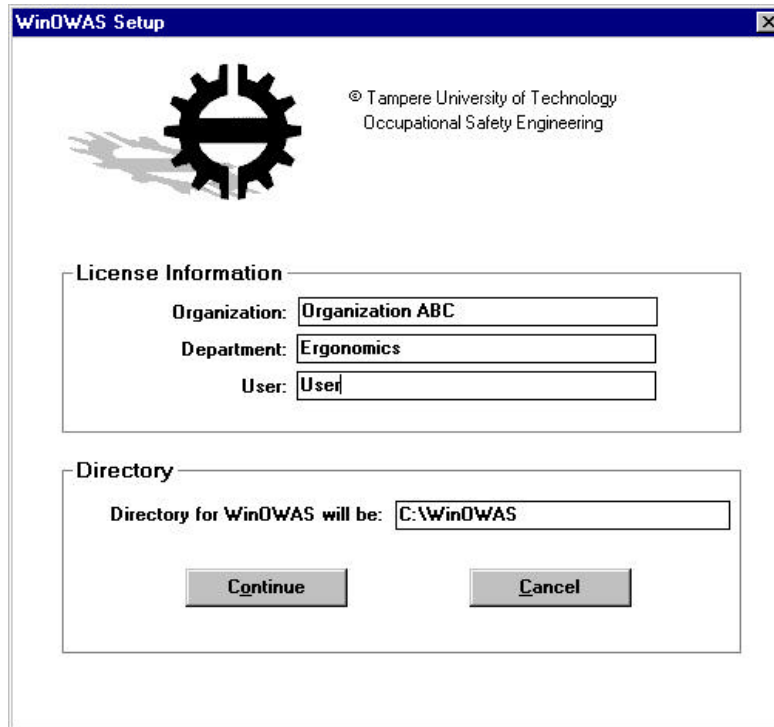 WinOWAS Setup
© Tampere University of Technology
Occupational Safety Engineering
License Information
Organization: Organization ABC
Department: Ergonomics
User: User
Directory
Directory for WinOWAS will be: C:\WinOWAS
Continue Cancel